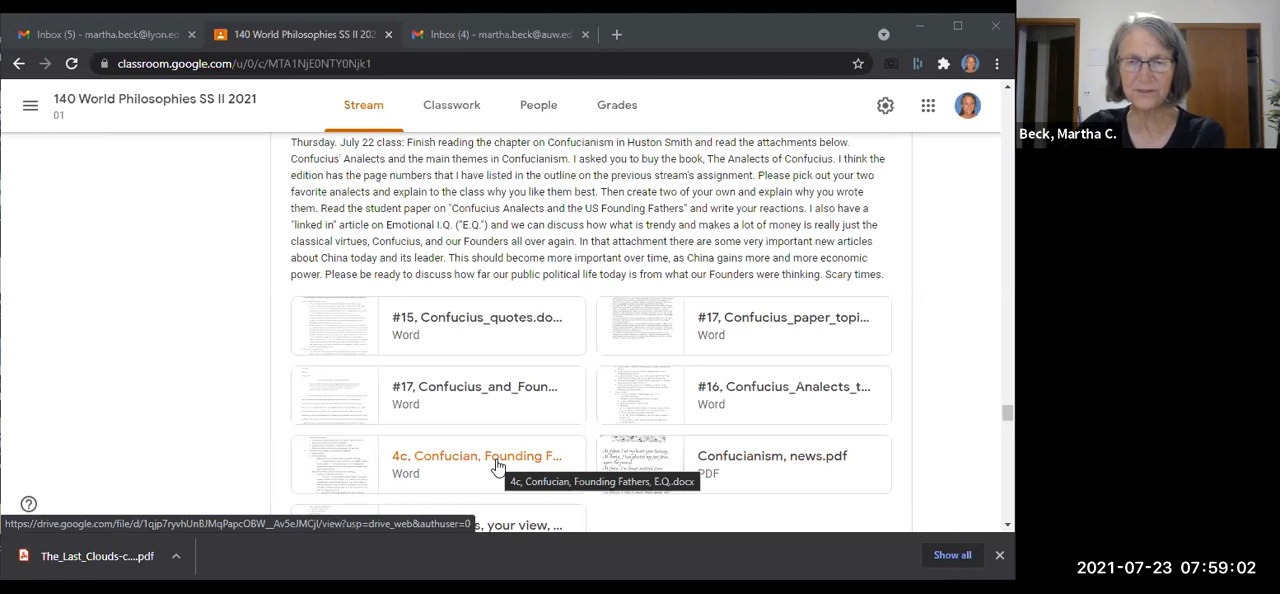 Inbox (5) - martha.beck@lyon.ed
140 World Philosophies SS II 202
Inbox (4) - martha.beck@auw.ed
classroom.google.com/u/0/c/MTA1NjE0NTY0Njk1
140 World Philosophies SS II 2021
01
Stream
Classwork
People
Grades
Beck, Martha C.
Thursday. July 22 class: Finish reading the chapter on Confucianism in Huston Smith and read the attachments below.
Confucius' Analects and the main themes in Confucianism. I asked you to buy the book, The Analects of Confucius. I think the
edition has the page numbers that I have listed in the outline on the previous stream's assignment. Please pick out your two
favorite analects and explain to the class why you like them best. Then create two of your own and explain why you wrote
them. Read the student paper on "Confucius Analects and the US Founding Fathers" and write your reactions. I also have a
"linked in" article on Emotional I.Q. ("E.Q.") and we can discuss how what is trendy and makes a lot of money is really just the
classical virtues, Confucius, and our Founders all over again. In that attachment there are some very important new articles
about China today and its leader. This should become more important over time, as China gains more and more economic
power. Please be ready to discuss how far our public political life today is from what our Founders were thinking. Scary times.
#15, Confucius_quotes.do...
Word
#17, Confucius_paper_topi...
Word
#17, Confucius_and_Foun...
Word
#18, Confucius_analects_t...
Word
4c, Confucian, Founding F...
Confucianism, news.pdf
PDF
Confucian, Founding Fathers, E.Q..docx
s, your view, ...
https://drive.google.com/file/d/1qjp7ryvhUnBJMqPapcOBW__Av5eJMCjI/view?usp=drive_web&authuser=0
The_Last_Clouds-c....pdf
Show all
2021-07-23 07:59:02